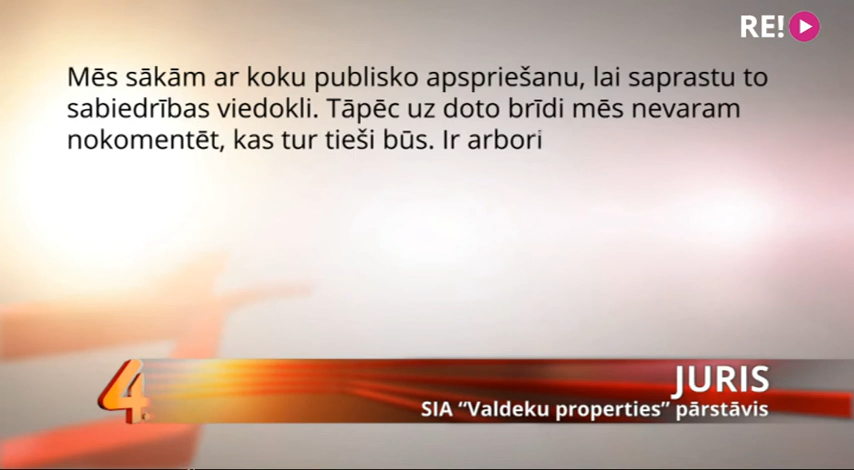 RE!
Mēs sākām ar koku publisko apspriešanu, lai saprastu to
sabiedrības viedokli. Tāpēc uz doto brīdi mēs nevaram
nokomentēt, kas tur tieši būs. Ir arbori
4.
JURIS
SIA “Valdeku properties” pārstāvis